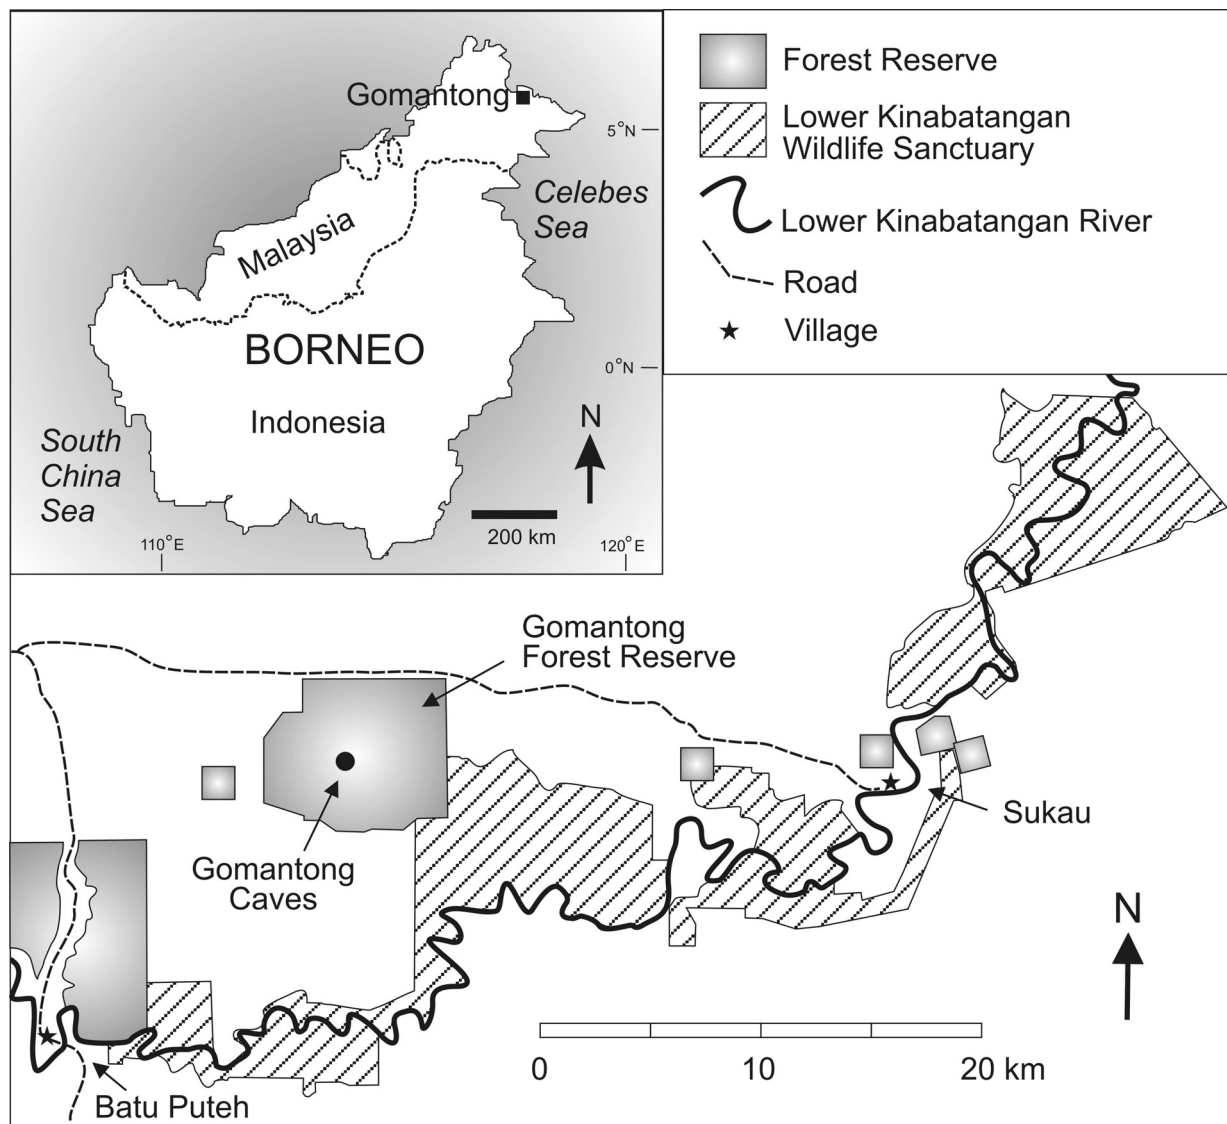 Gomantong
5°N
Celebes
Sea
Malaysia
BORNEO
0°N
Indonesia
N
South
China
Sea
200 km
110°E
120°E
Forest Reserve
Lower Kinabatangan
Wildlife Sanctuary
Lower Kinabatangan River
Road
Village
Gomantong
Forest Reserve
Gomantong
Caves
Sukau
N
Batu Puteh
0
10
20 km